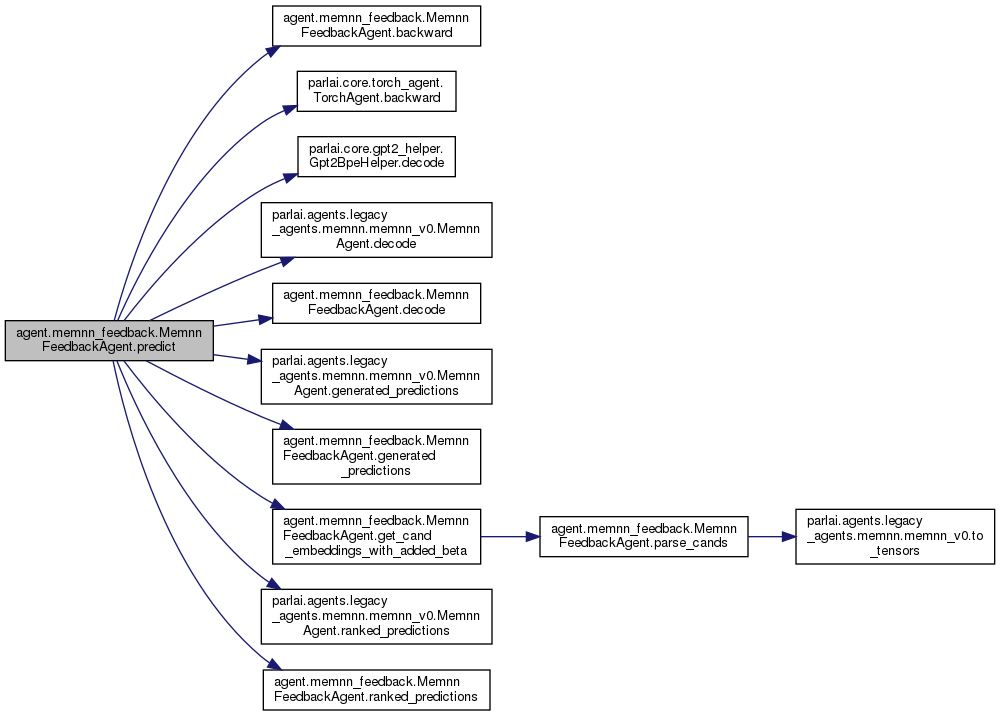 agent.memnn_feedback.Memnn
FeedbackAgent.backward
parlai.core.torch_agent.
TorchAgent.backward
parlai.core.gpt2_helper.
Gpt2BpeHelper.decode
parlai.agents.legacy
_agents.memnn.memnn_v0.Memnn
Agent.decode
agent.memnn_feedback.Memnn
FeedbackAgent.decode
agent.memnn_feedback.Memnn
FeedbackAgent.predict
parlai.agents.legacy
_agents.memnn.memnn_v0.Memnn
Agent.generated_predictions
agent.memnn_feedback.Memnn
FeedbackAgent.generated
_predictions
agent.memnn_feedback.Memnn
FeedbackAgent.get_cand
_embeddings_with_added_beta
agent.memnn_feedback.Memnn
FeedbackAgent.parse_cands
parlai.agents.legacy
_agents.memnn.memnn_v0.to
_tensors
parlai.agents.legacy
_agents.memnn.memnn_v0.Memnn
Agent.ranked_predictions
agent.memnn_feedback.Memnn
FeedbackAgent.ranked_predictions